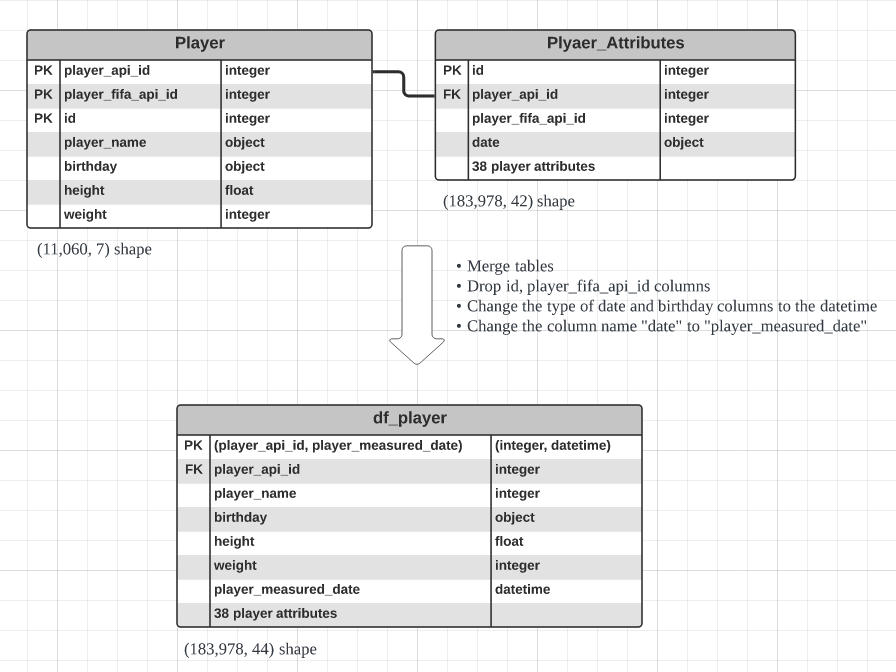 Player
PK player_api_id integer
PK player_fifa_api_id integer
PK id integer
player_name object
birthday object
height float
weight integer
(11,060, 7) shape
Plyaer_Attributes
PK id integer
FK player_api_id integer
player_fifa_api_id integer
date object
38 player attributes
(183,978, 42) shape
• Merge tables
• Drop id, player_fifa_api_id columns
• Change the type of date and birthday columns to the datetime
• Change the column name "date" to "player_measured_date"
df_player
PK (player_api_id, player_measured_date) (integer, datetime)
FK player_api_id integer
player_name integer
birthday object
height float
weight integer
player_measured_date datetime
38 player attributes
(183,978, 44) shape